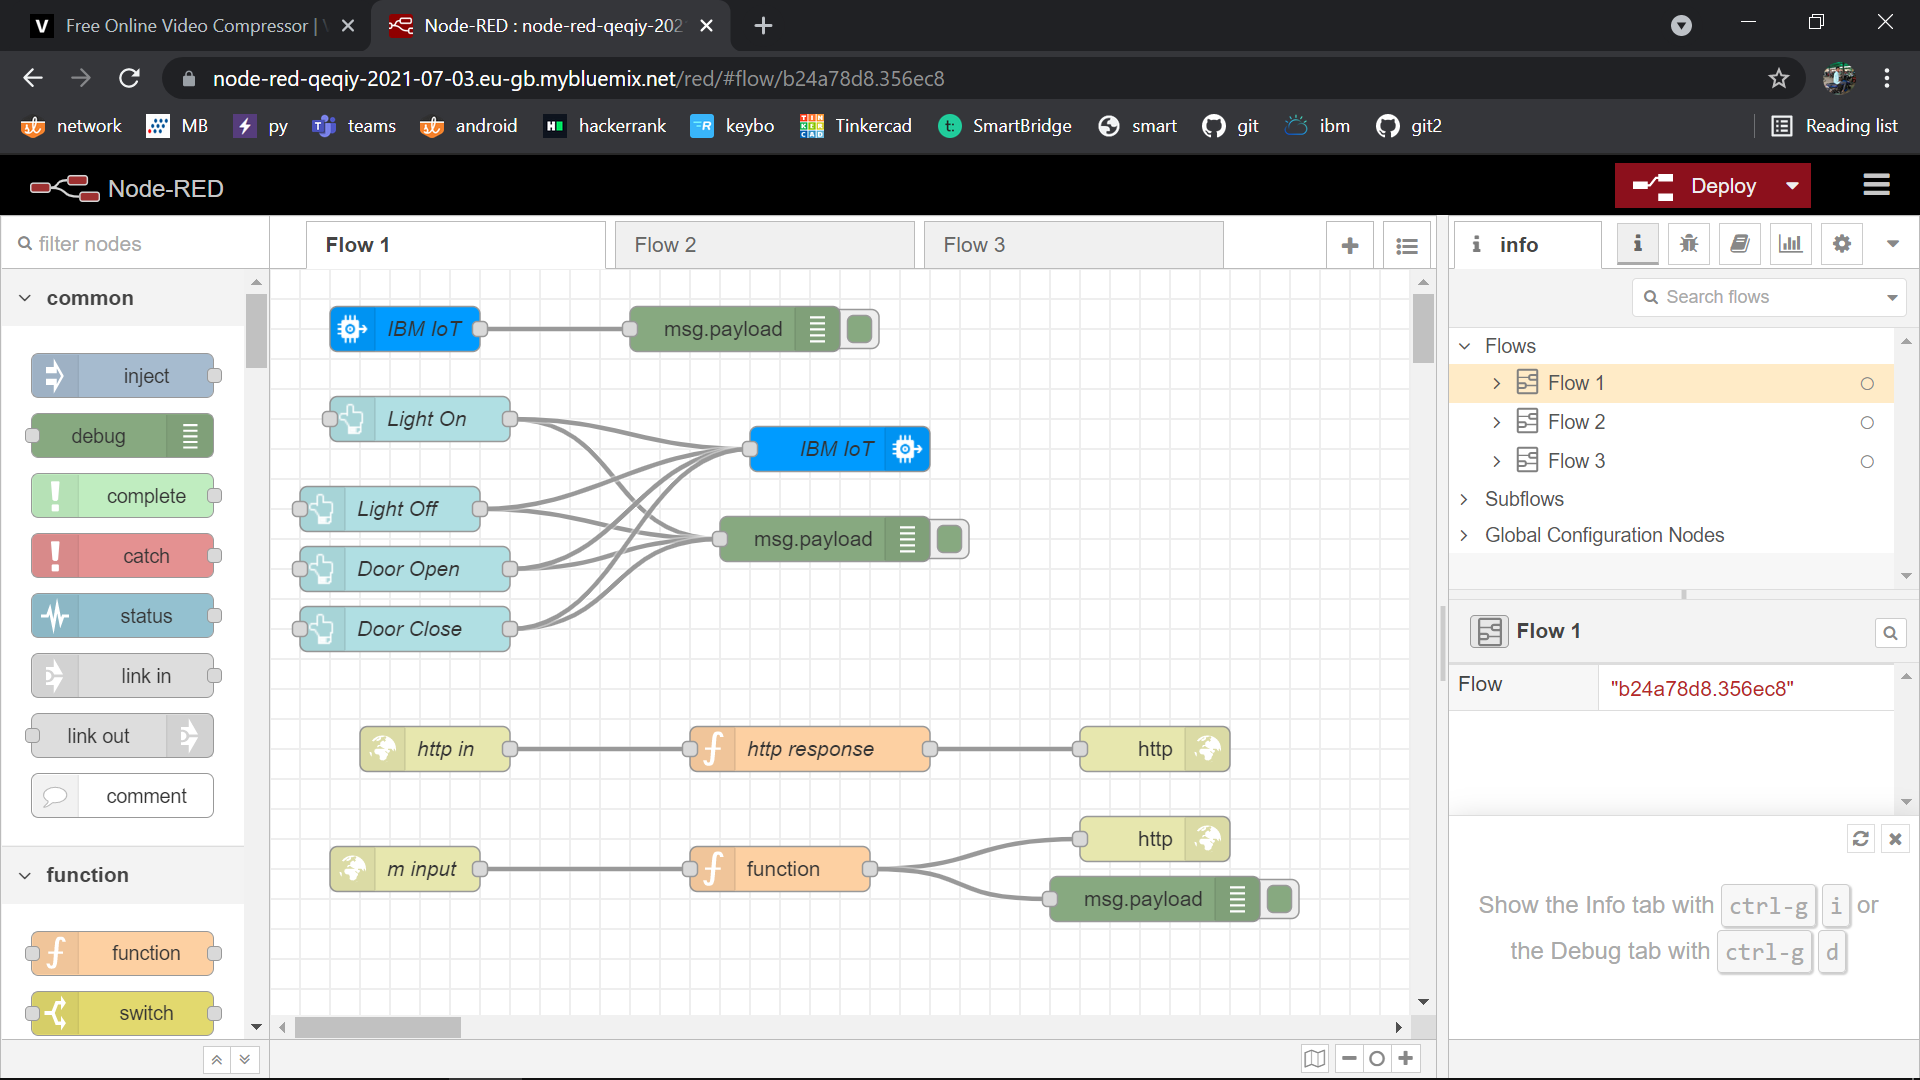 Free Online Video Compressor |
Node-RED : node-red-qeqiy-202
node-red-qeqiy-2021-07-03.eu-gb.mybluemix.net/red/#flow/b24a78d8.356ec8
network MB py teams android hackerrank keybo Tinkercad SmartBridge smart git ibm git2 Reading list
Node-RED
Deploy
filter nodes
Flow 1
Flow 2
Flow 3
info
common
inject
debug
complete
catch
status
link in
link out
comment
function
function
switch
IBM IoT
msg.payload
Light On
IBM IoT
Light Off
msg.payload
Door Open
Door Close
http in
http response
http
m input
function
http
msg.payload
Search flows
Flows
Flow 1
Flow 2
Flow 3
Subflows
Global Configuration Nodes
Flow 1
Flow "b24a78d8.356ec8"
Show the Info tab with ctrl-g i or
the Debug tab with ctrl-g d